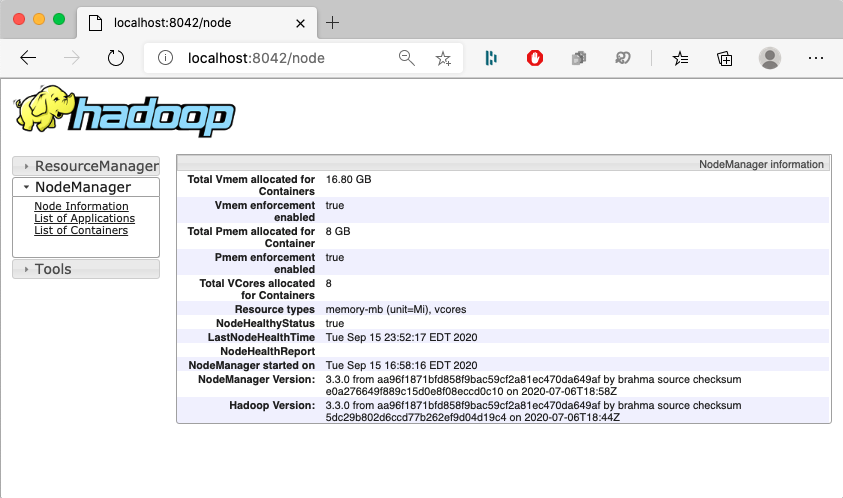 localhost:8042/node
localhost:8042/node
hadoop
ResourceManager
NodeManager
Node Information
List of Applications
List of Containers
Tools
NodeManager information
Total Vmem allocated for Containers 16.80 GB
Vmem enforcement enabled true
Total Pmem allocated for Container 8 GB
Pmem enforcement enabled true
Total VCores allocated for Containers 8
Resource types memory-mb (unit=Mi), vcores
NodeHealthyStatus true
LastNodeHealthTime Tue Sep 15 23:52:17 EDT 2020
NodeHealthReport
NodeManager started on Tue Sep 15 16:58:16 EDT 2020
NodeManager Version: 3.3.0 from aa96f1871bfd858f9bac59cf2a81ec470da649af by brahma source checksum
e0a276649f889c15d0e8f08eccd0c10 on 2020-07-06T18:58Z
Hadoop Version: 3.3.0 from aa96f1871bfd858f9bac59cf2a81ec470da649af by brahma source checksum
5dc29b802d6ccd77b262ef9d04d19c4 on 2020-07-06T18:44Z